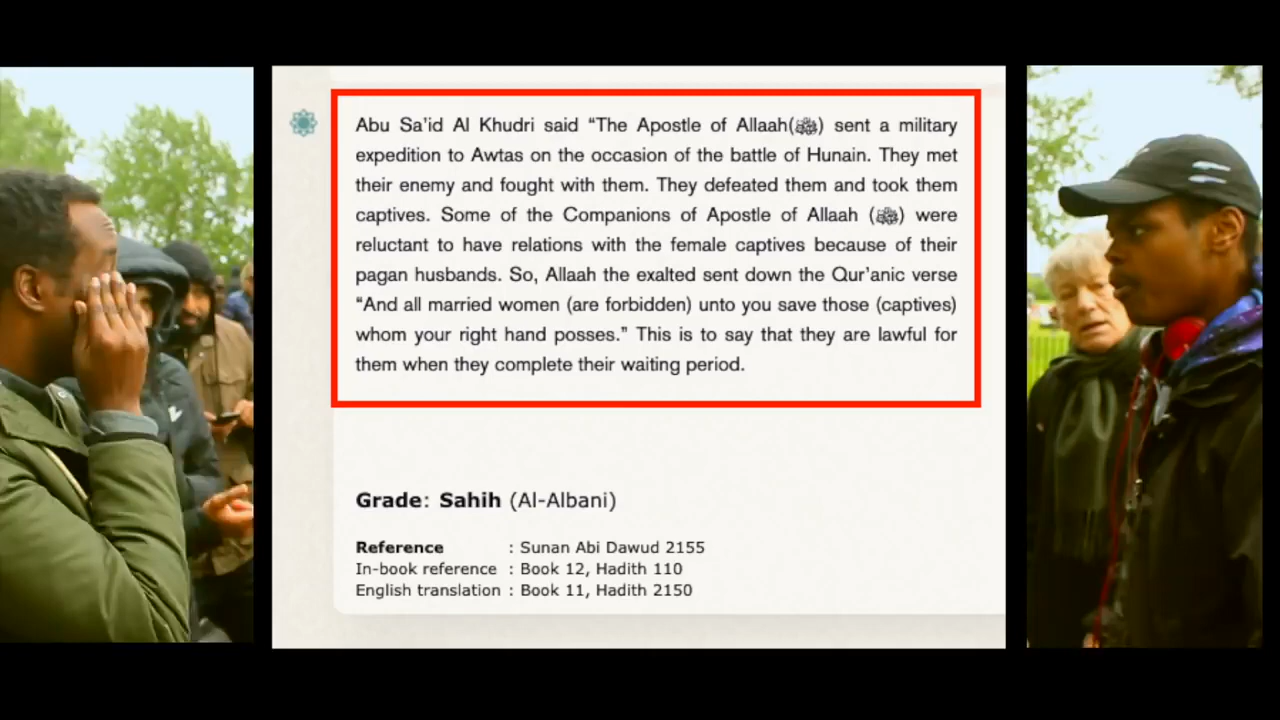 Abu Sa'id Al Khudri said “The Apostle of Allaah(ﷺ) sent a military
expedition to Awtas on the occasion of the battle of Hunain. They met
their enemy and fought with them. They defeated them and took them
captives. Some of the Companions of Apostle of Allaah (ﷺ) were
reluctant to have relations with the female captives because of their
pagan husbands. So, Allaah the exalted sent down the Qur'anic verse
“And all married women (are forbidden) unto you save those (captives)
whom your right hand posses.” This is to say that they are lawful for
them when they complete their waiting period.
Grade: Sahih (Al-Albani)
Reference : Sunan Abi Dawud 2155
In-book reference : Book 12, Hadith 110
English translation : Book 11, Hadith 2150